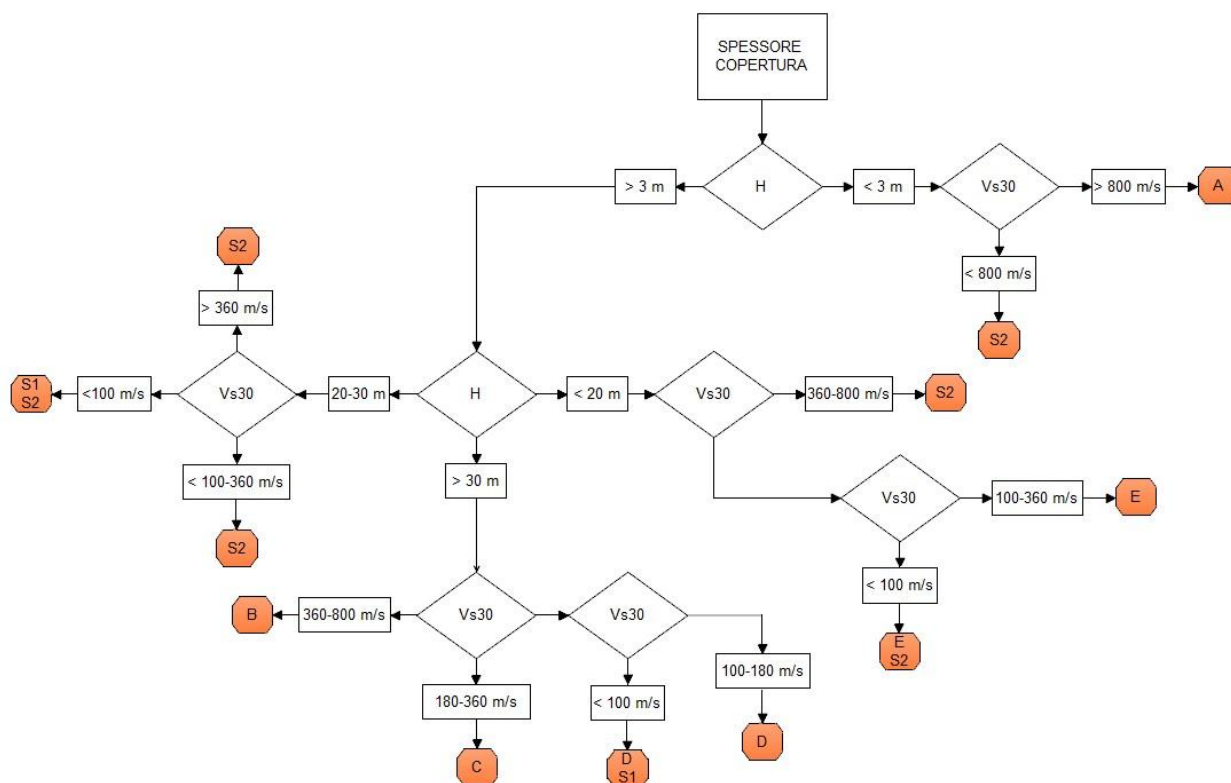 SPESSORE
COPERTURA
> 3 m
H
< 3 m
Vs30
> 800 m/s
A
< 800 m/s
S2
S2
> 360 m/s
S1
S2
<100 m/s
Vs30
20-30 m
H
< 20 m
Vs30
360-800 m/s
S2
< 100-360 m/s
S2
> 30 m
Vs30
100-360 m/s
E
< 100 m/s
E
S2
B
360-800 m/s
Vs30
Vs30
100-180 m/s
180-360 m/s
< 100 m/s
D
C
D
S1